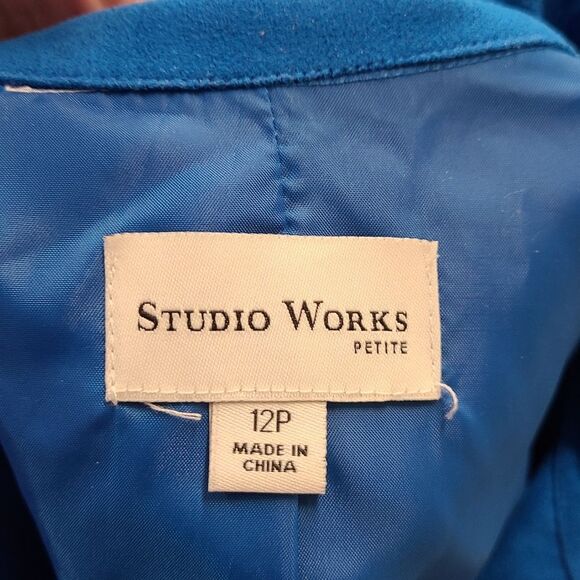 STUDIO WORKS
PETITE
12P
MADE IN
CHINA